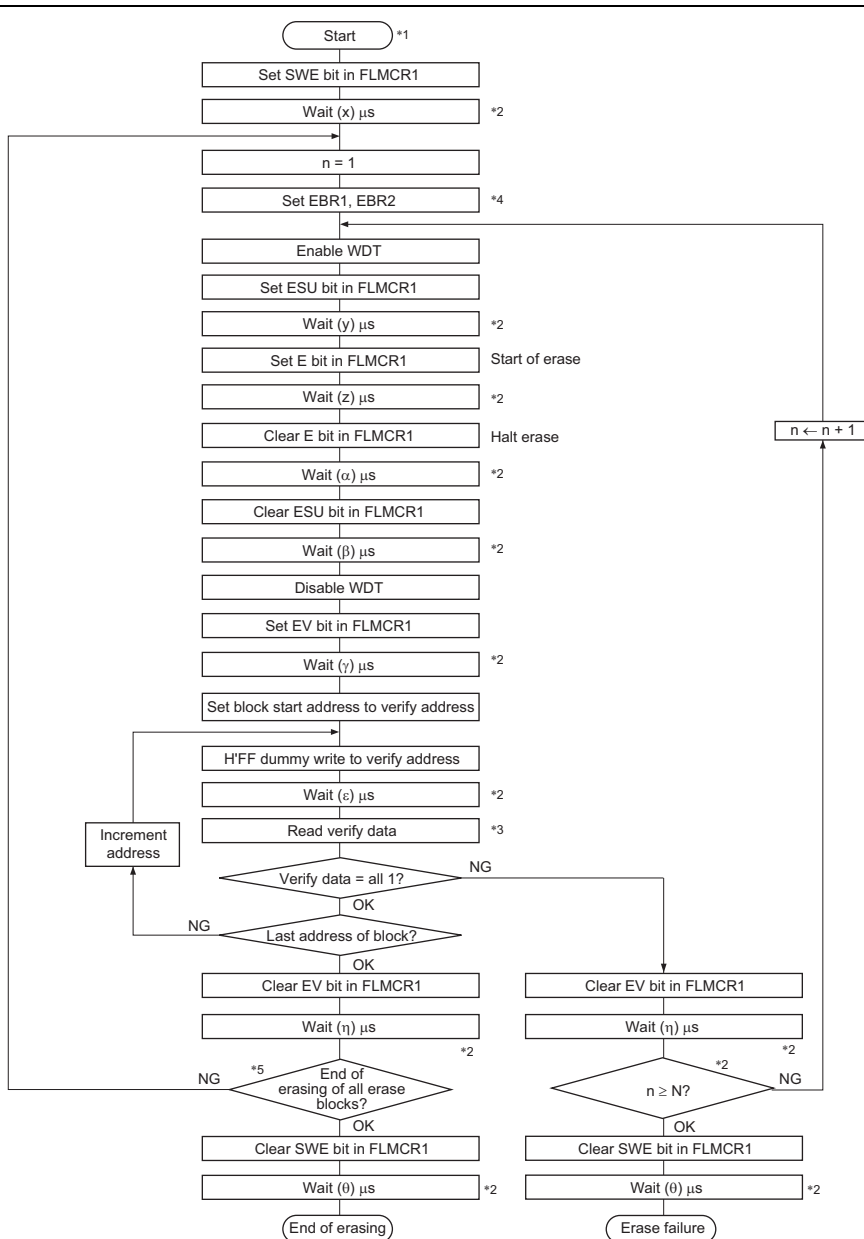 Start *1
Set SWE bit in FLMCR1
Wait (x) μs *2
n = 1
Set EBR1, EBR2 *4
Enable WDT
Set ESU bit in FLMCR1
Wait (y) μs *2
Set E bit in FLMCR1 Start of erase
Wait (z) μs *2
n ← n + 1
Clear E bit in FLMCR1 Halt erase
Wait (α) μs *2
Clear ESU bit in FLMCR1
Wait (β) μs *2
Disable WDT
Set EV bit in FLMCR1
Wait (γ) μs *2
Set block start address to verify address
H'FF dummy write to verify address
Wait (ε) μs *2
Increment
address
Read verify data *3
Verify data = all 1? NG
OK
NG Last address of block?
OK
Clear EV bit in FLMCR1 Clear EV bit in FLMCR1
Wait (η) μs Wait (η) μs
*2 *2
NG *5 End of
erasing of all erase
blocks?
*2
n ≥ N? NG
OK OK
Clear SWE bit in FLMCR1 Clear SWE bit in FLMCR1
Wait (θ) μs *2 Wait (θ) μs *2
End of erasing Erase failure